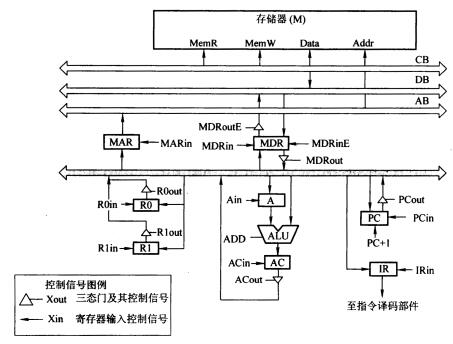 存储器 (M)
MemR MemW Data Addr
CB
DB
AB
MDRoutE
MAR MARin MDRin MDR MDRinE
MDRout
R0out
R0in R0
R1out
R1in R1
Ain A
ADD ALU
ACin AC
ACout
PCout
PC PCin
PC+1
IR IRin
至指令译码部件
控制信号图例
Xout 三态门及其控制信号
Xin 寄存器输入控制信号